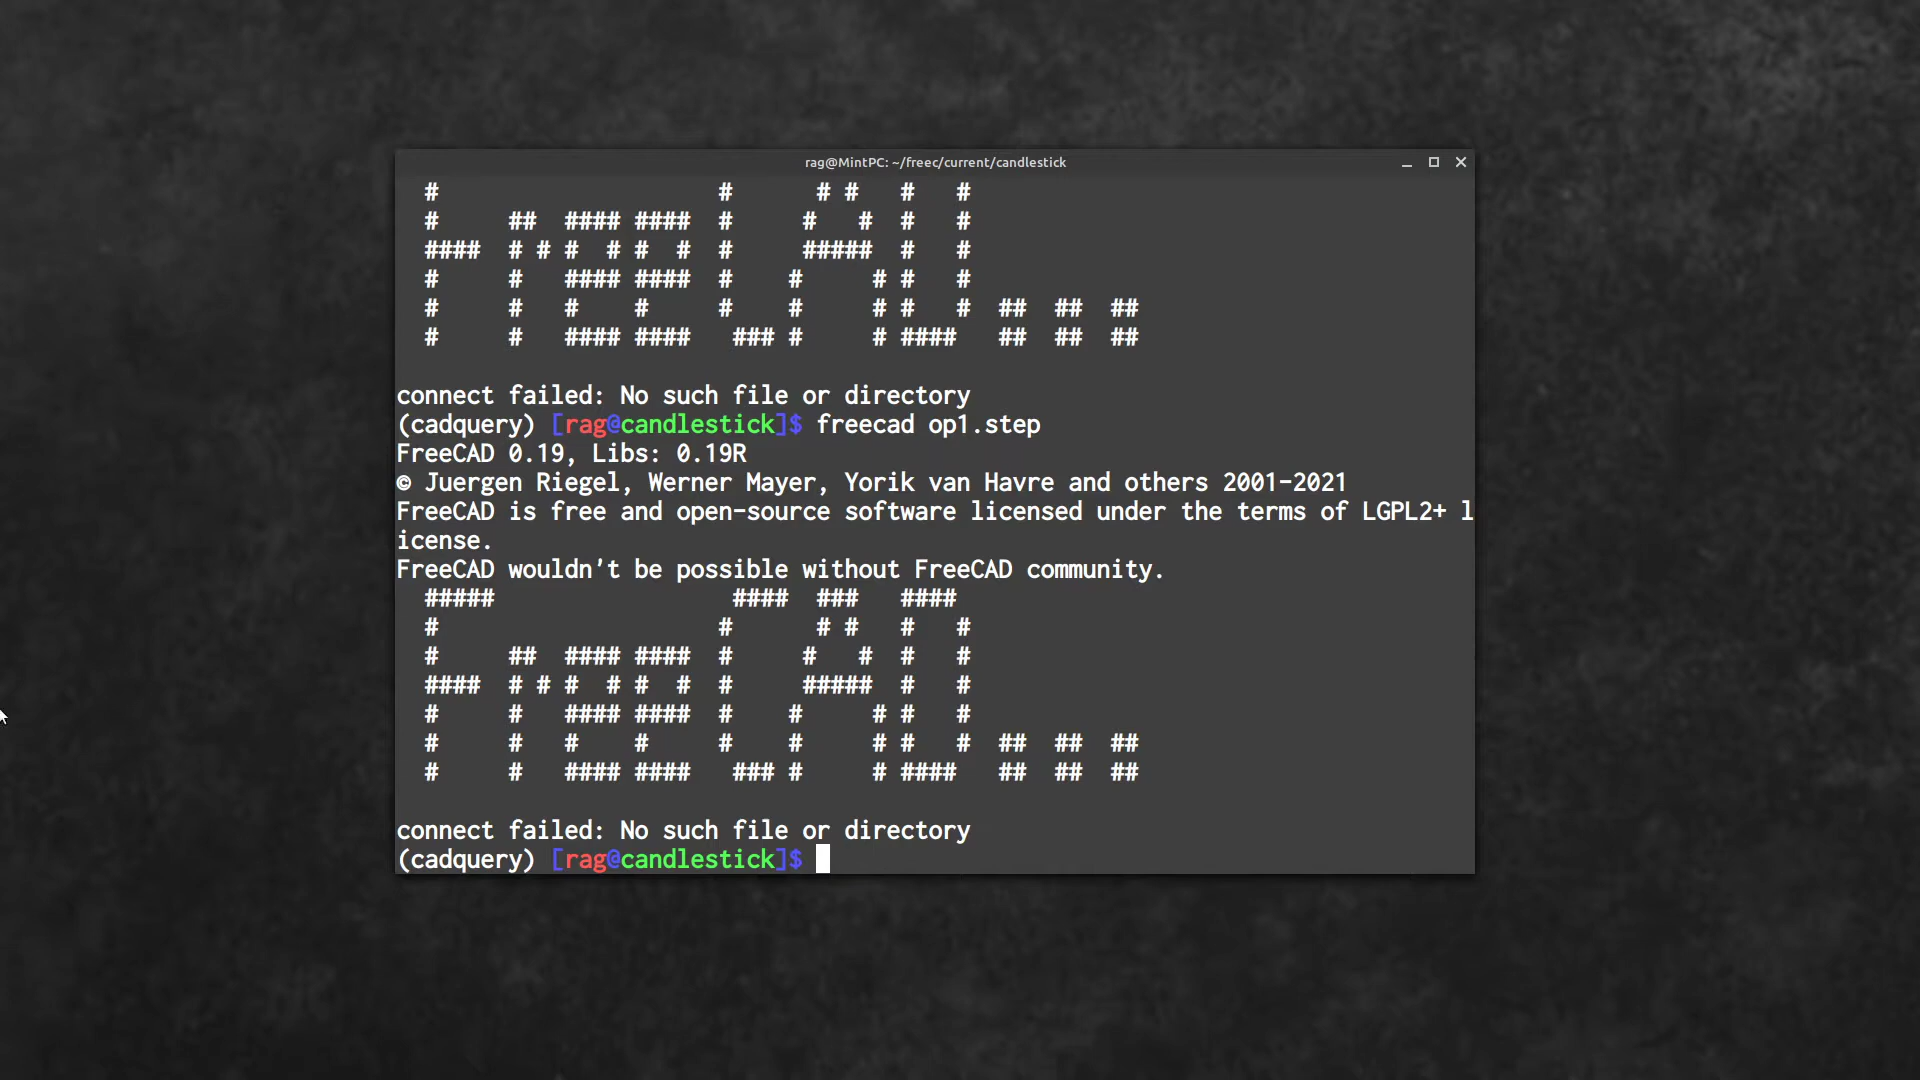 rag@MintPC: ~/freec/current/candlestick
  #                    #      # #   #   #
  #     ##  #### ####  #     #   #  #   #
  ####  # # #  # #  #  #     #####  #   #
  #     #   #### ####  #    #     # #   #
  #     #   #    #     #    #     # #   #  ##  ##  ##
  #     #   #### ####   ### #     # ####   ##  ##  ##
connect failed: No such file or directory
(cadquery) [rag@candlestick]$ freecad op1.step
FreeCAD 0.19, Libs: 0.19R
© Juergen Riegel, Werner Mayer, Yorik van Havre and others 2001-2021
FreeCAD is free and open-source software licensed under the terms of LGPL2+ l
icense.
FreeCAD wouldn't be possible without FreeCAD community.
  #####                 ####  ###   ####
  #                    #      # #   #   #
  #     ##  #### ####  #     #   #  #   #
  ####  # # #  # #  #  #     #####  #   #
  #     #   #### ####  #    #     # #   #
  #     #   #    #     #    #     # #   #  ##  ##  ##
  #     #   #### ####   ### #     # ####   ##  ##  ##
connect failed: No such file or directory
(cadquery) [rag@candlestick]$